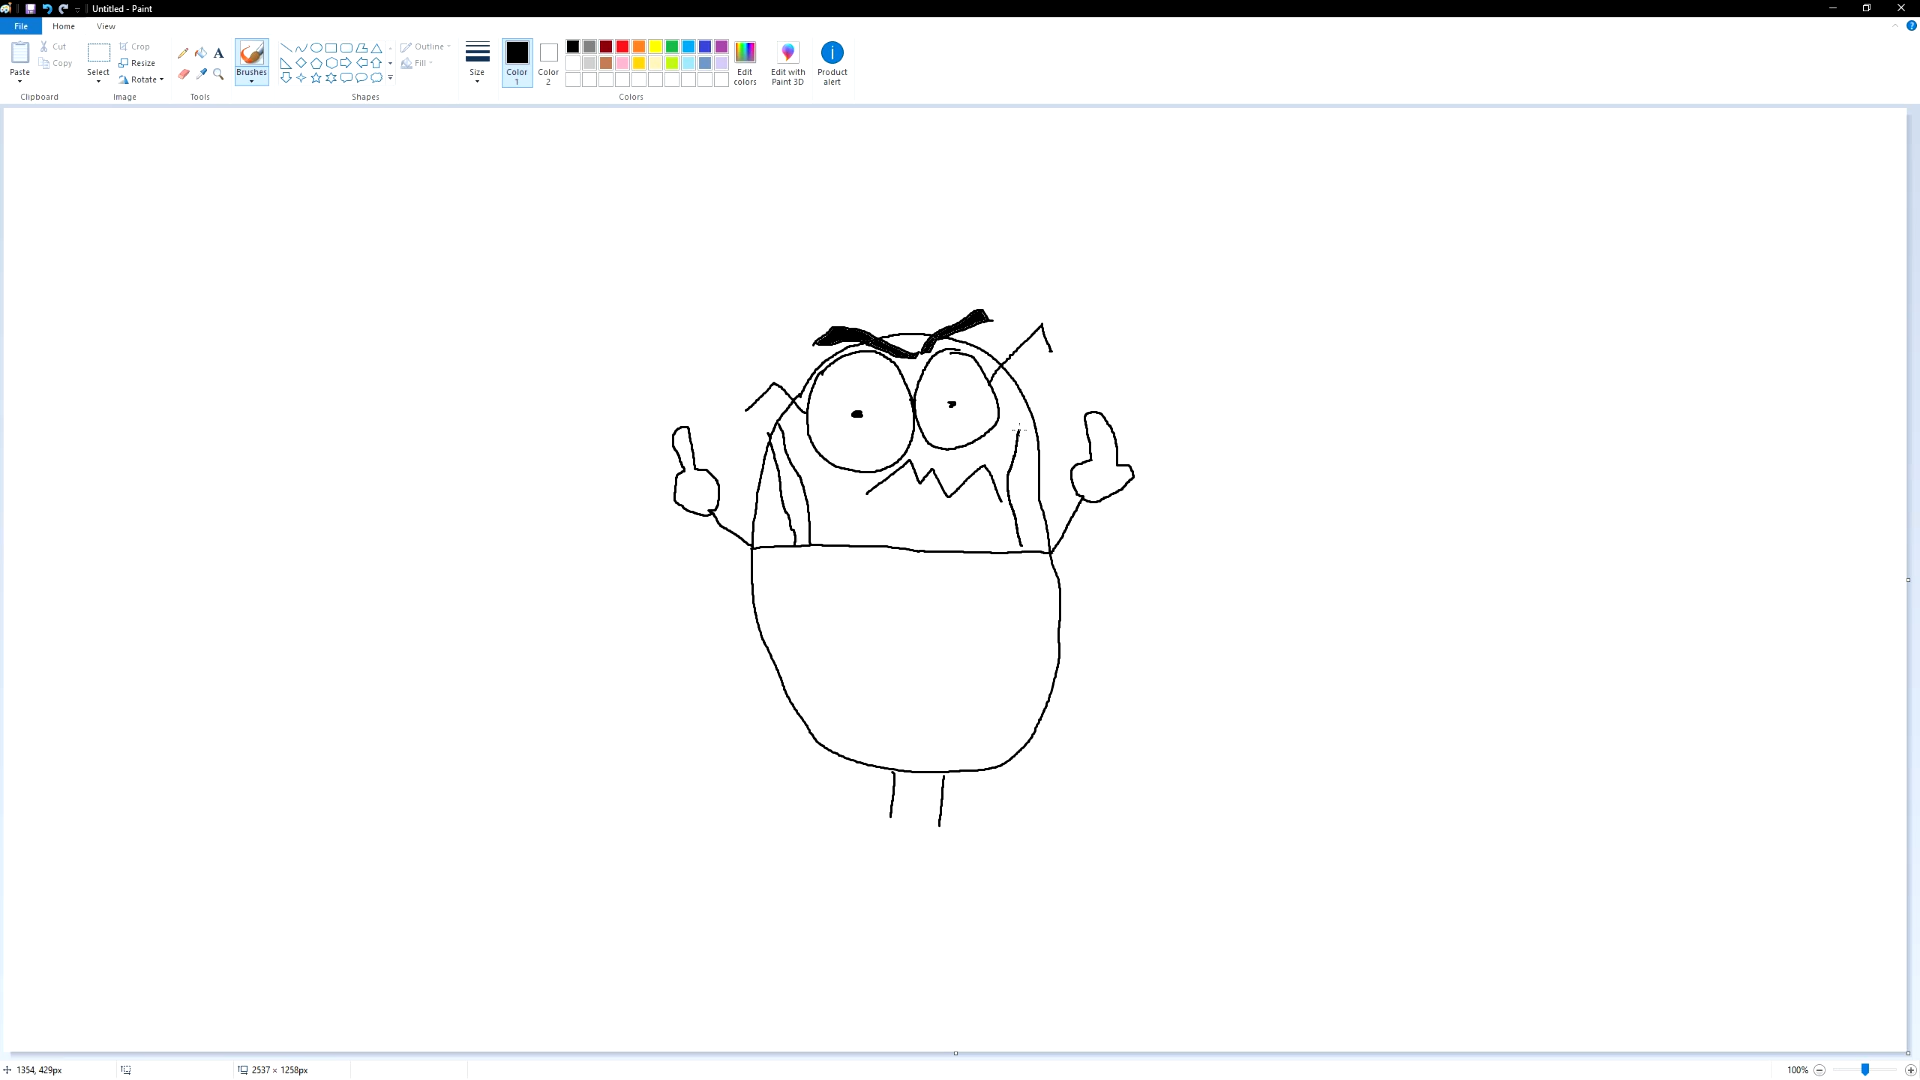 Untitled - Paint
File Home View
Paste
Cut
Copy
Clipboard
Select
Crop
Resize
Rotate
Image
A
Tools
Brushes
Outline
Fill
Shapes
Size
Color 1
Color 2
Edit colors
Colors
Edit with Paint 3D
Product alert
1354, 429px
2537 × 1258px
100%